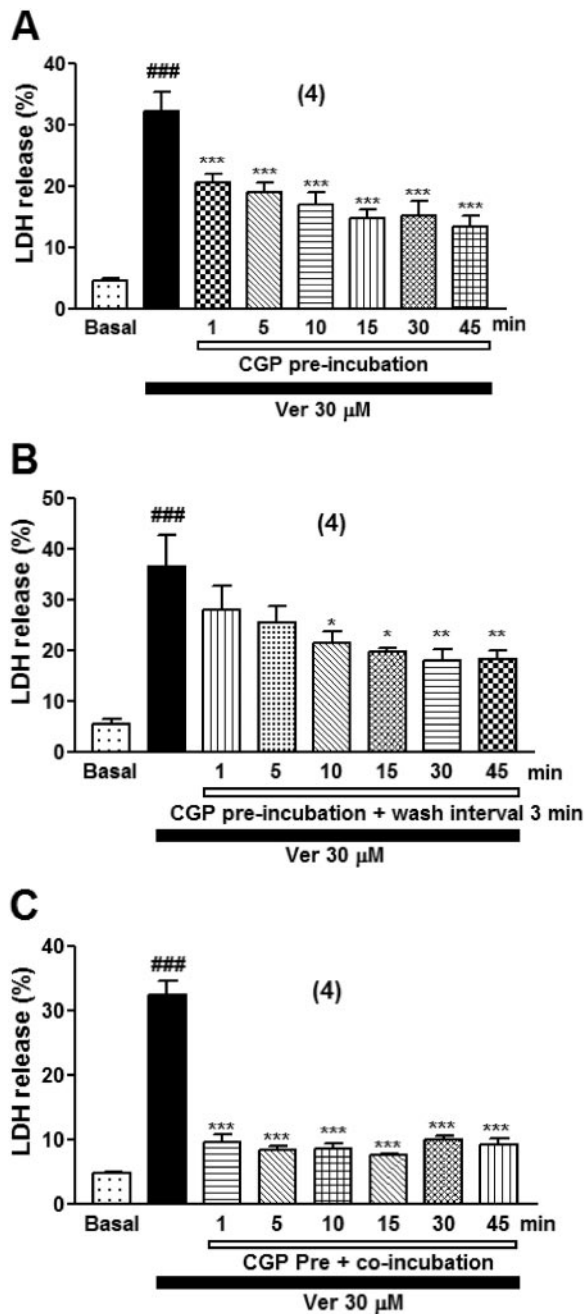 A
LDH release (%)
40
30
20
10
0
###
(4)
*** *** *** *** *** ***
Basal 1 5 10 15 30 45 min
CGP pre-incubation
Ver 30 μM
B
LDH release (%)
50
40
30
20
10
0
###
(4)
* * ** **
Basal 1 5 10 15 30 45 min
CGP pre-incubation + wash interval 3 min
Ver 30 μM
C
LDH release (%)
40
30
20
10
0
###
(4)
*** *** *** *** *** ***
Basal 1 5 10 15 30 45 min
CGP Pre + co-incubation
Ver 30 μM